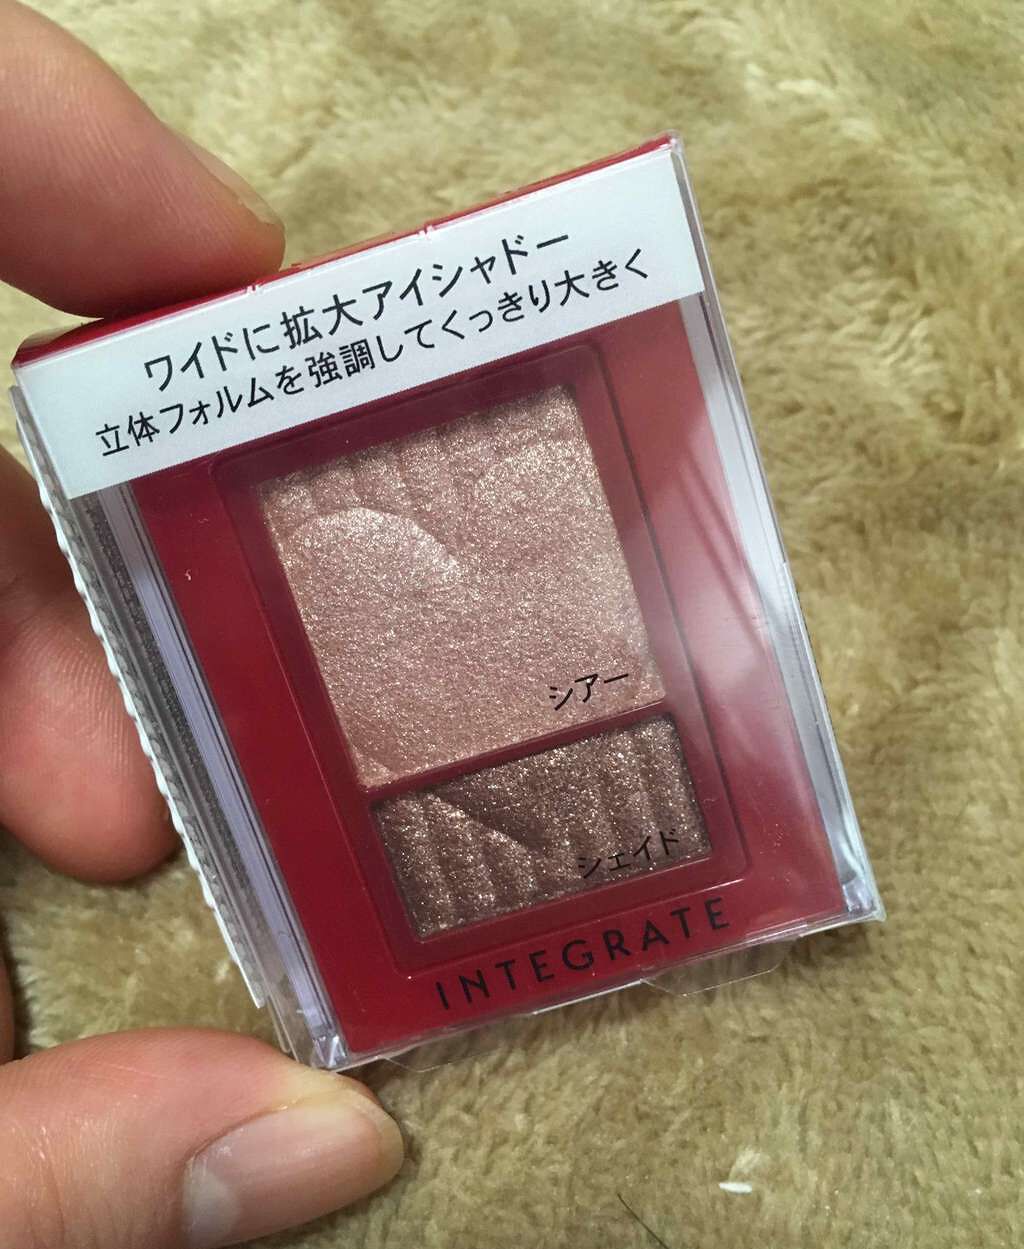 ワイドに拡大アイシャドー
立体フォルムを強調してくっきり大きく
シアー
シェイド
INTEGRATE